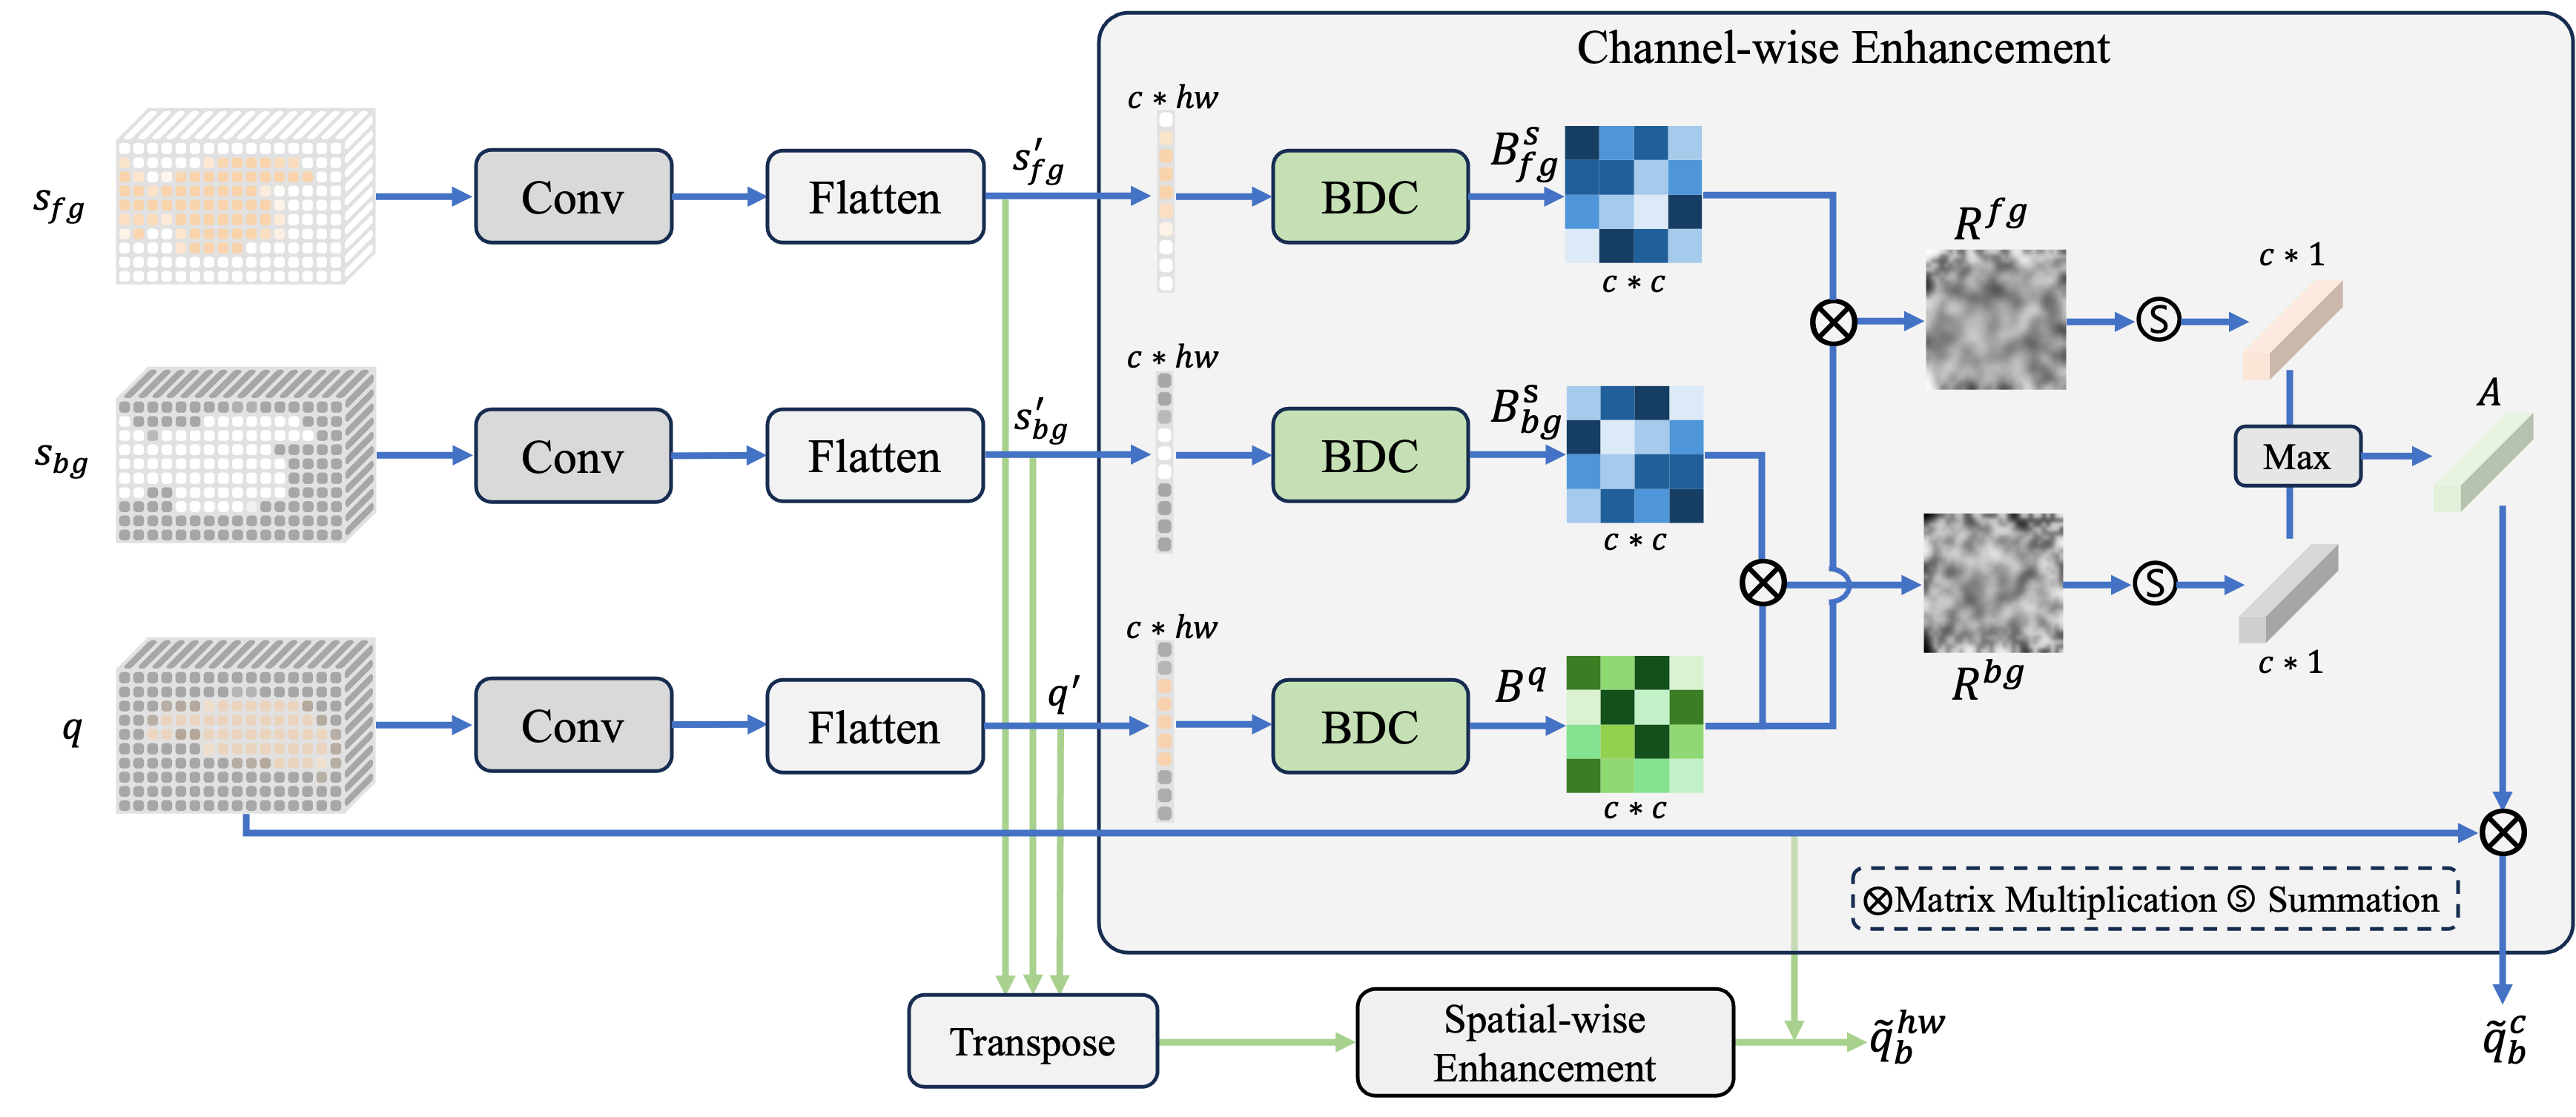 Channel-wise Enhancement
s_{fg}
Conv
Flatten
s'_{fg}
c * hw
BDC
B^s_{fg}
c * c
R^{fg}
S
c * 1
s_{bg}
Conv
Flatten
s'_{bg}
c * hw
BDC
B^s_{bg}
c * c
Max
A
R^{bg}
S
c * 1
q
Conv
Flatten
q'
c * hw
BDC
B^q
c * c
⊗Matrix Multiplication Ⓢ Summation
Transpose
Spatial-wise
Enhancement
q̃^{hw}_b
q̃^c_b